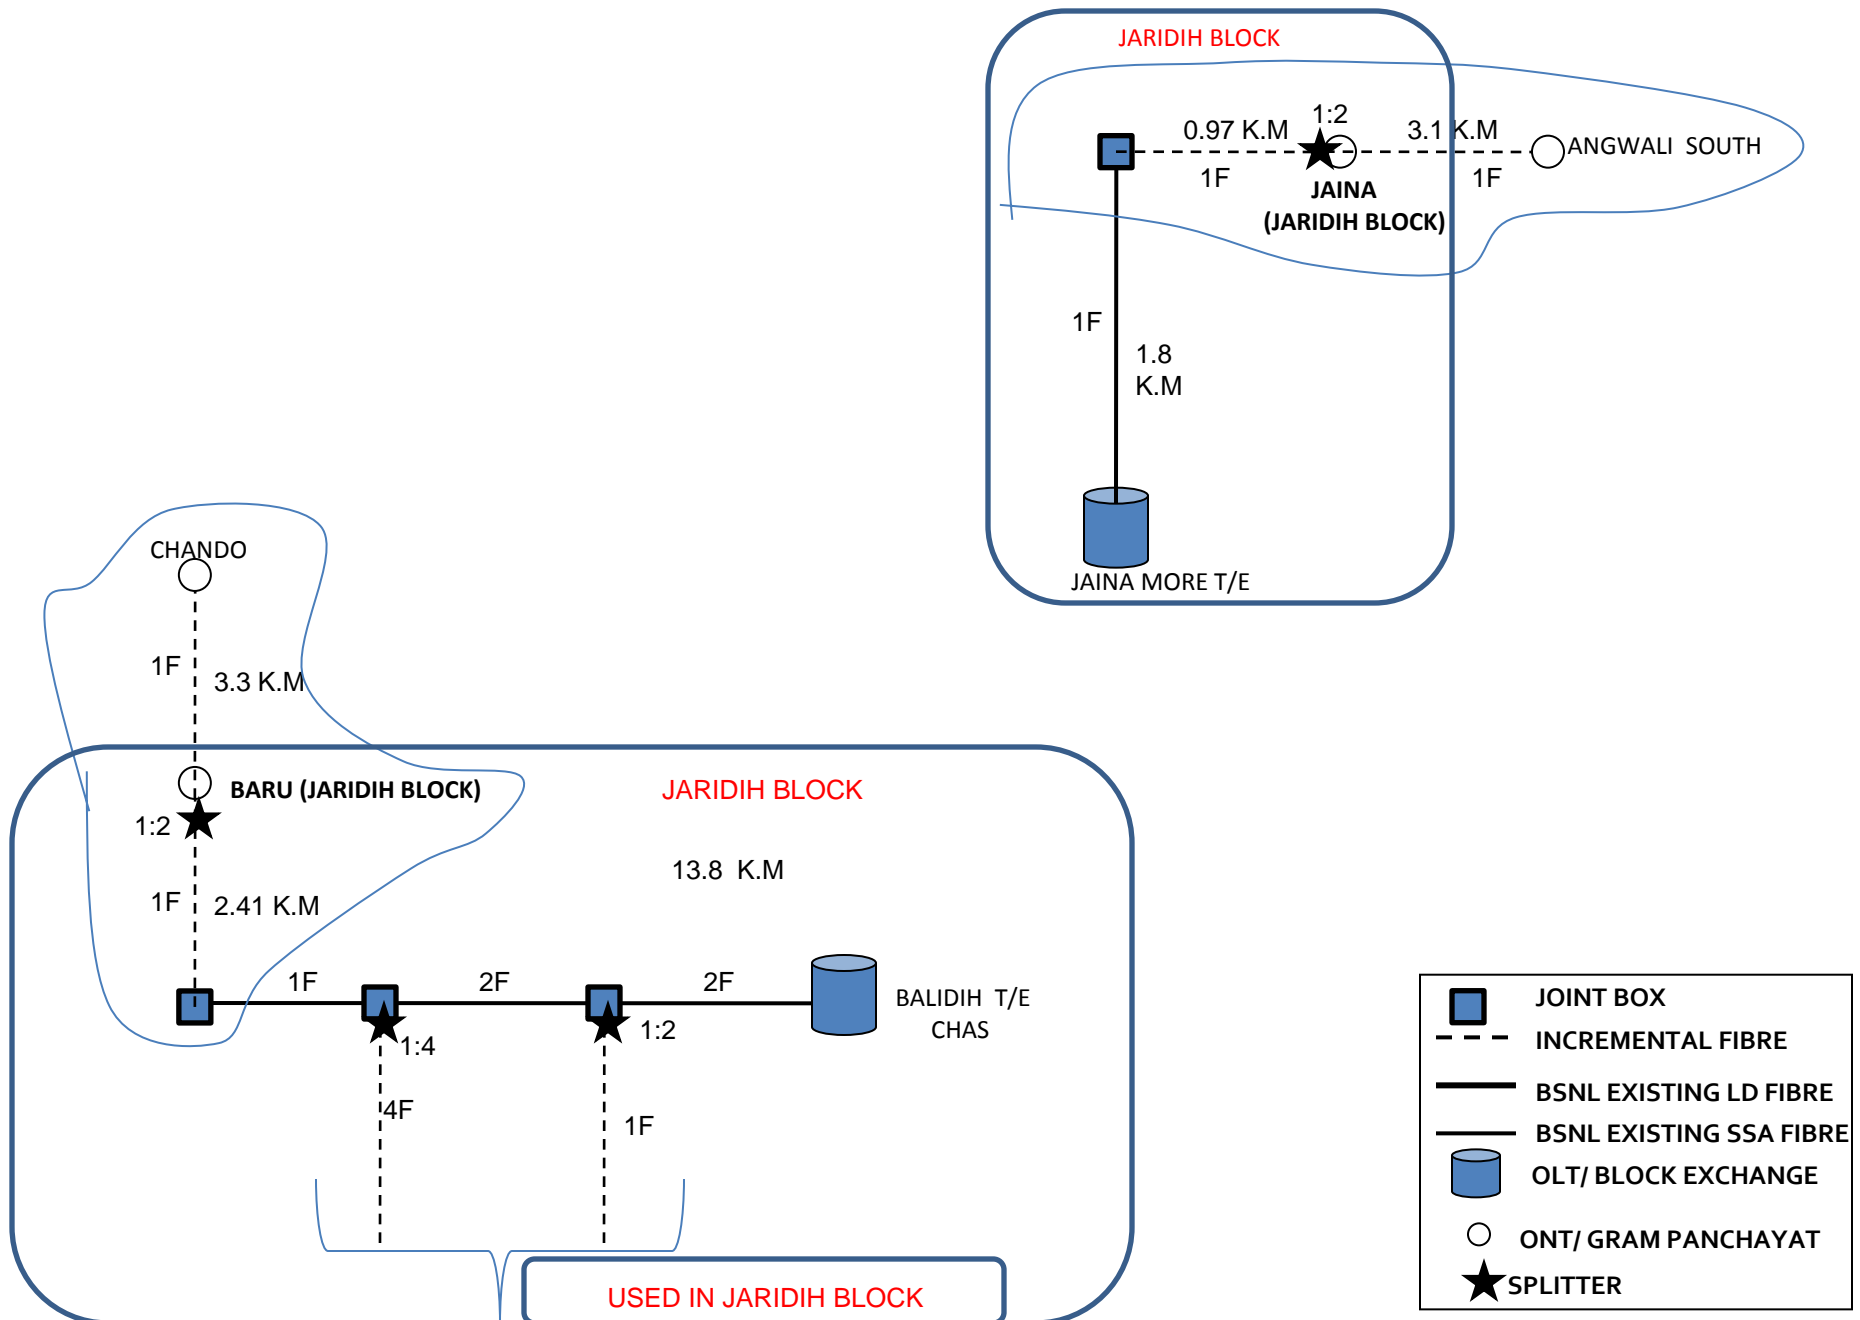 JARIDIH BLOCK
1:2
0.97 K.M
3.1 K.M
ANGWALI SOUTH
1F
1F
JAINA
(JARIDIH BLOCK)
1F
1.8
K.M
JAINA MORE T/E
CHANDO
1F
3.3 K.M
BARU (JARIDIH BLOCK)
JARIDIH BLOCK
1:2
13.8 K.M
1F
2.41 K.M
1F
2F
2F
BALIDIH T/E
CHAS
1:4
1:2
4F
1F
USED IN JARIDIH BLOCK
JOINT BOX
INCREMENTAL FIBRE
BSNL EXISTING LD FIBRE
BSNL EXISTING SSA FIBRE
OLT/ BLOCK EXCHANGE
ONT/ GRAM PANCHAYAT
SPLITTER